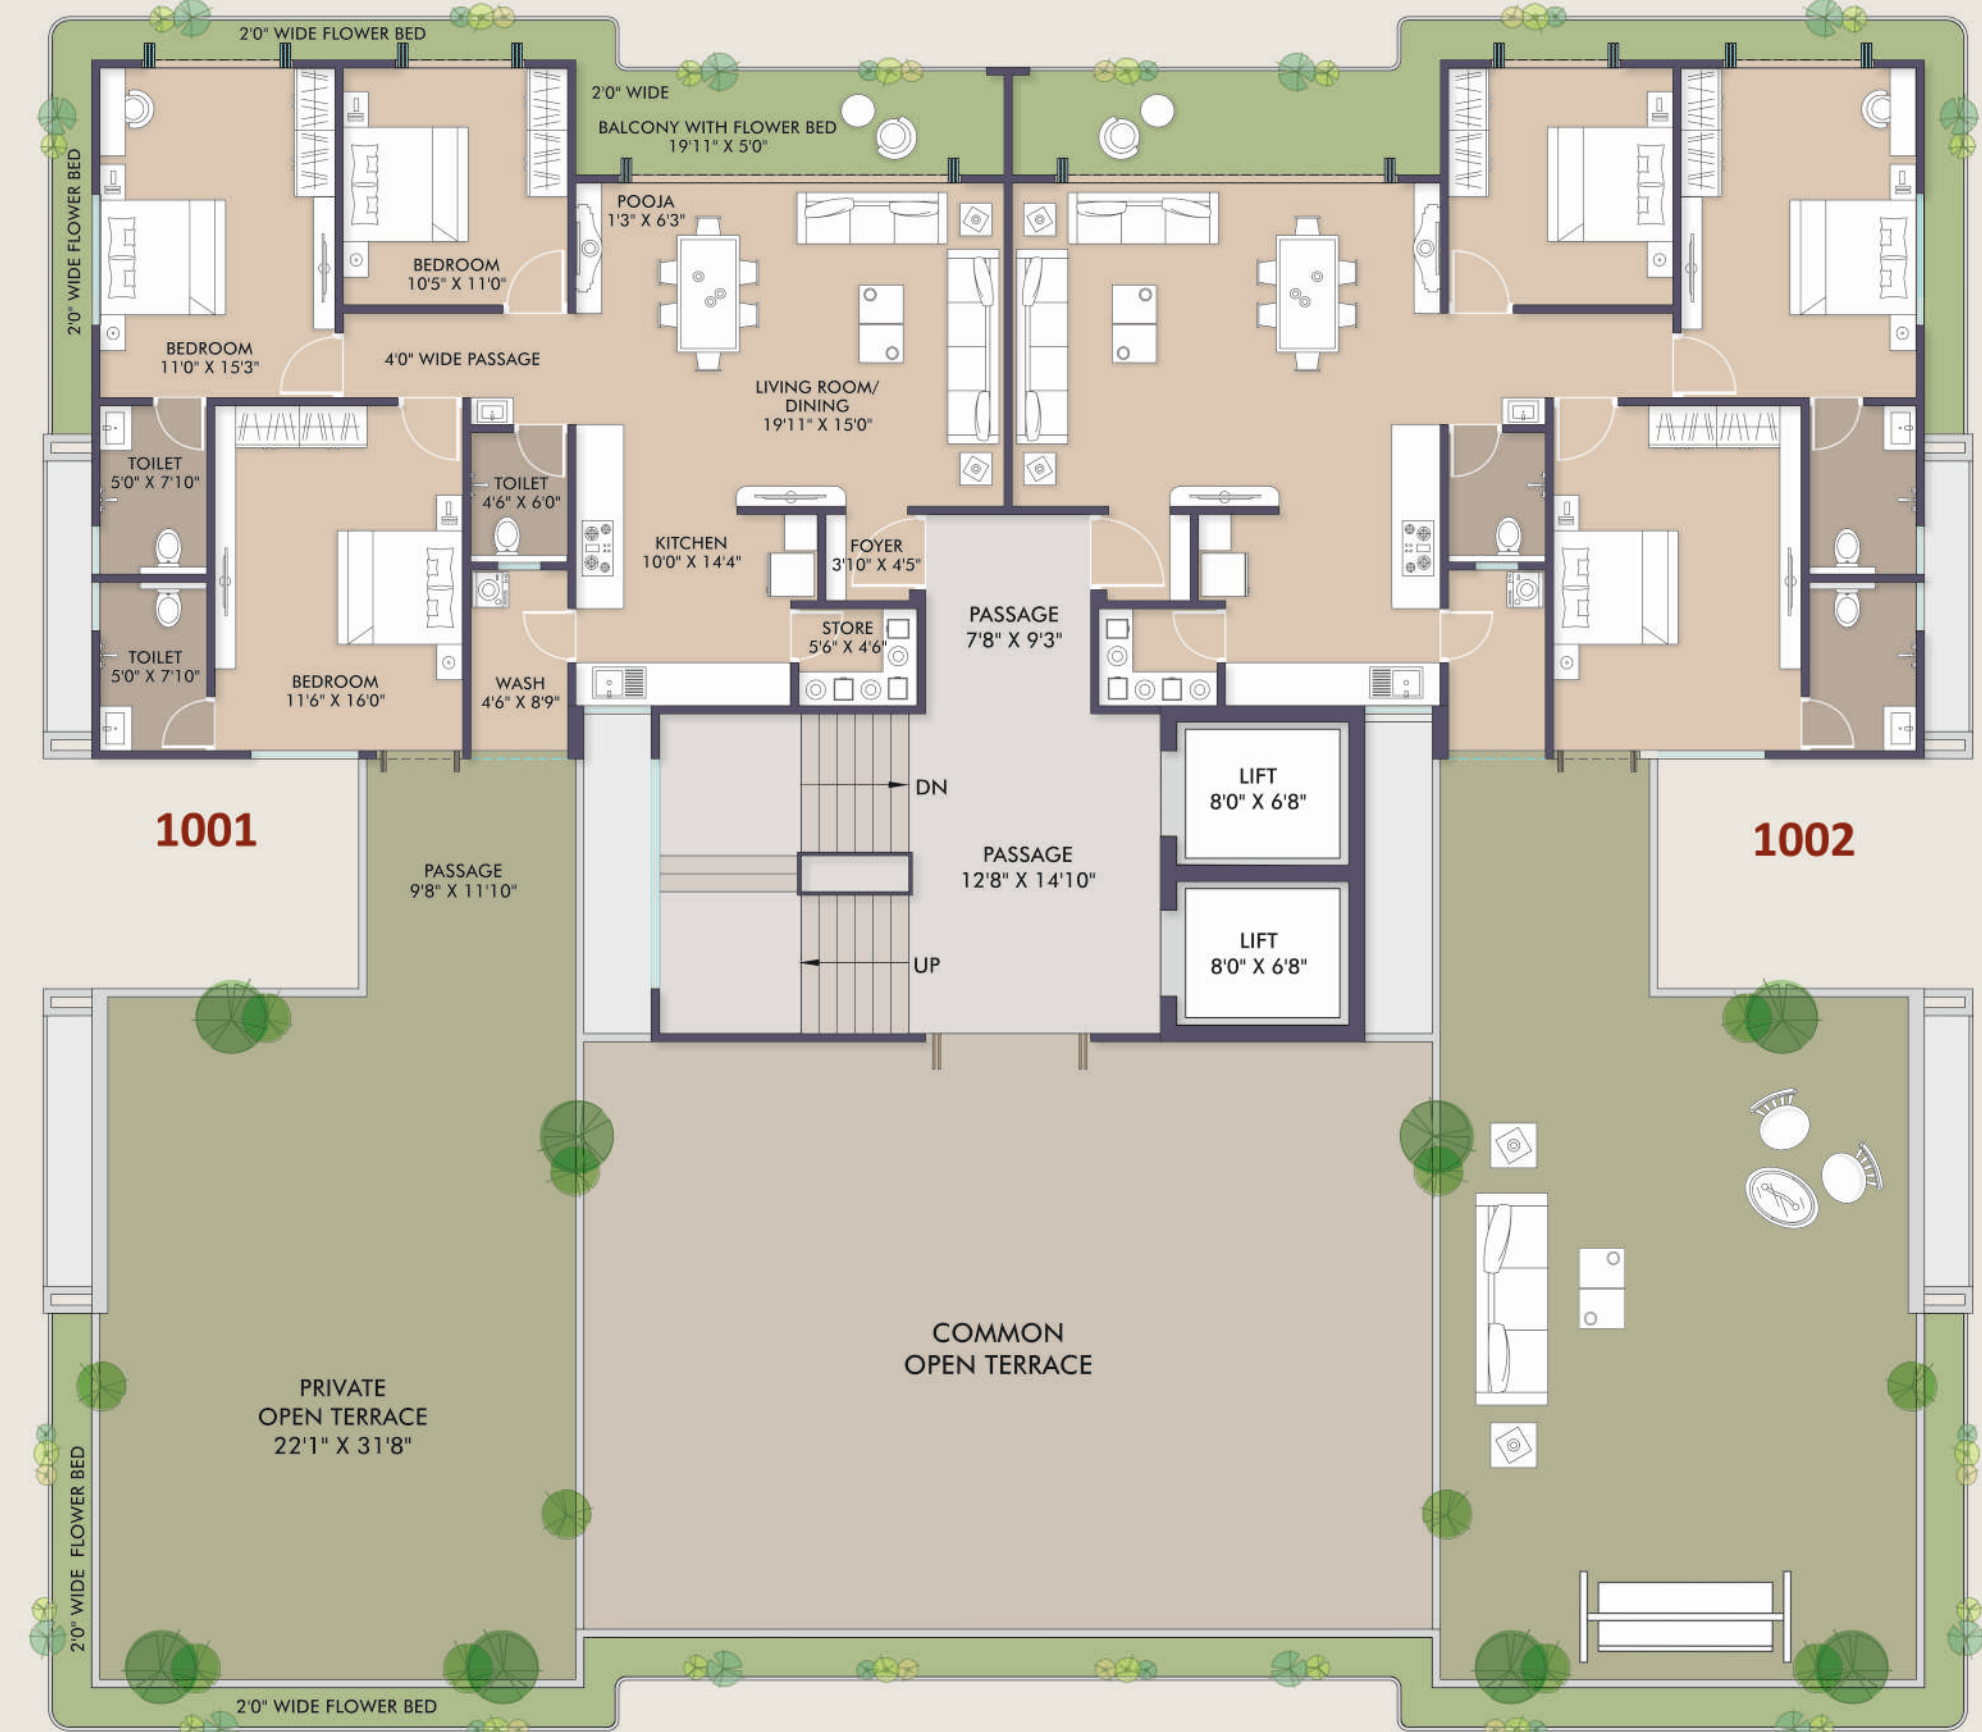 2'0" WIDE FLOWER BED
2'0" WIDE
BALCONY WITH FLOWER BED
19'11" X 5'0"
2'0" WIDE FLOWER BED
POOJA
1'3" X 6'3"
BEDROOM
10'5" X 11'0"
BEDROOM
11'0" X 15'3"
4'0" WIDE PASSAGE
LIVING ROOM/
DINING
19'11" X 15'0"
TOILET
5'0" X 7'10"
TOILET
4'6" X 6'0"
KITCHEN
10'0" X 14'4"
FOYER
3'10" X 4'5"
PASSAGE
7'8" X 9'3"
STORE
5'6" X 4'6"
TOILET
5'0" X 7'10"
BEDROOM
11'6" X 16'0"
WASH
4'6" X 8'9"
DN
LIFT
8'0" X 6'8"
1001
1002
PASSAGE
9'8" X 11'10"
PASSAGE
12'8" X 14'10"
UP
LIFT
8'0" X 6'8"
COMMON
OPEN TERRACE
PRIVATE
OPEN TERRACE
22'1" X 31'8"
2'0" WIDE FLOWER BED
2'0" WIDE FLOWER BED